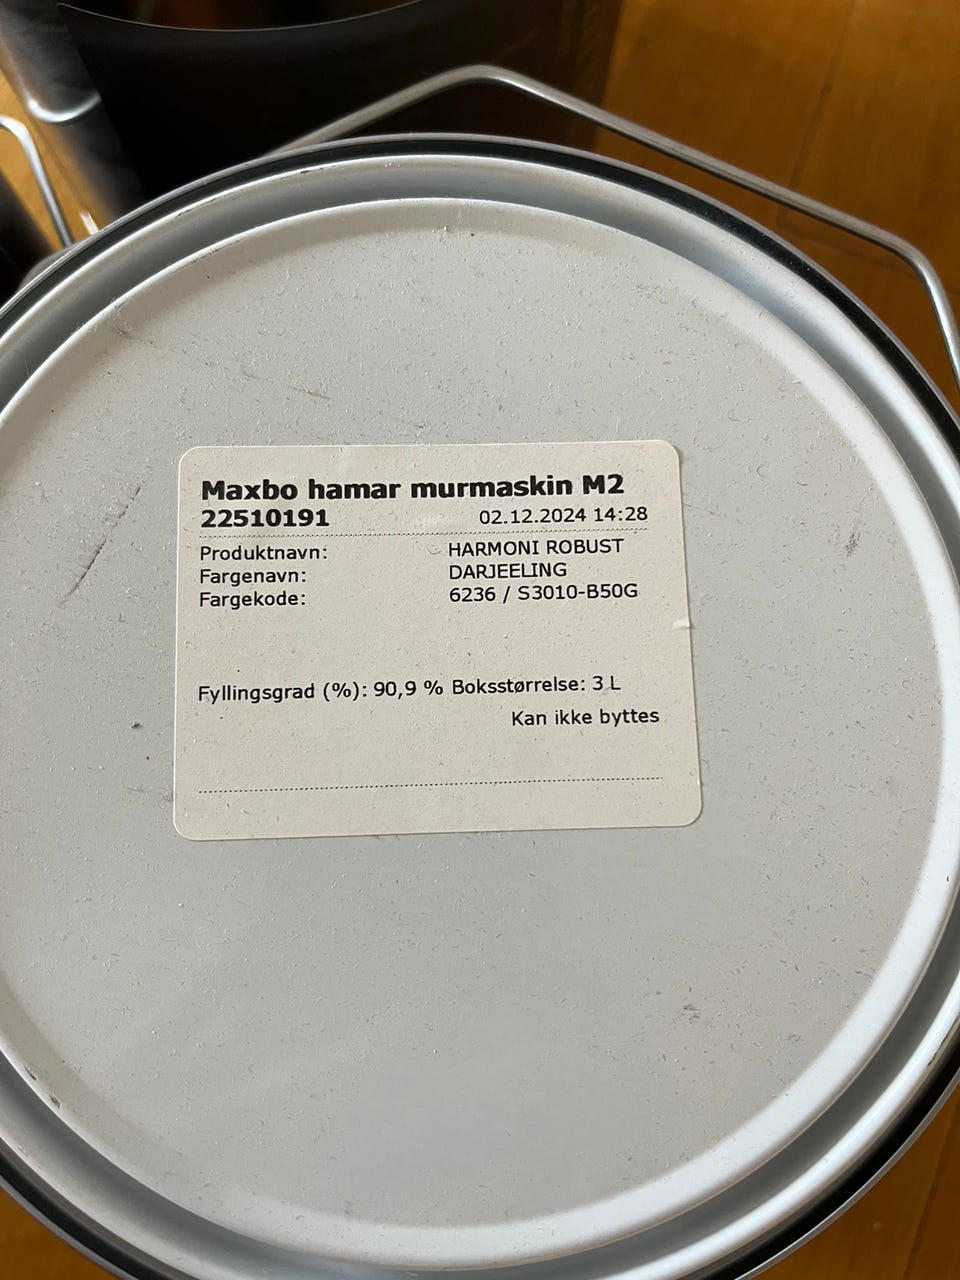 Maxbo hamar murmaskin M2
22510191 02.12.2024 14:28
Produktnavn: HARMONI ROBUST
Fargenavn: DARJEELING
Fargekode: 6236 / S3010-B50G
Fyllingsgrad (%): 90,9 % Boksstørrelse: 3 L
Kan ikke byttes